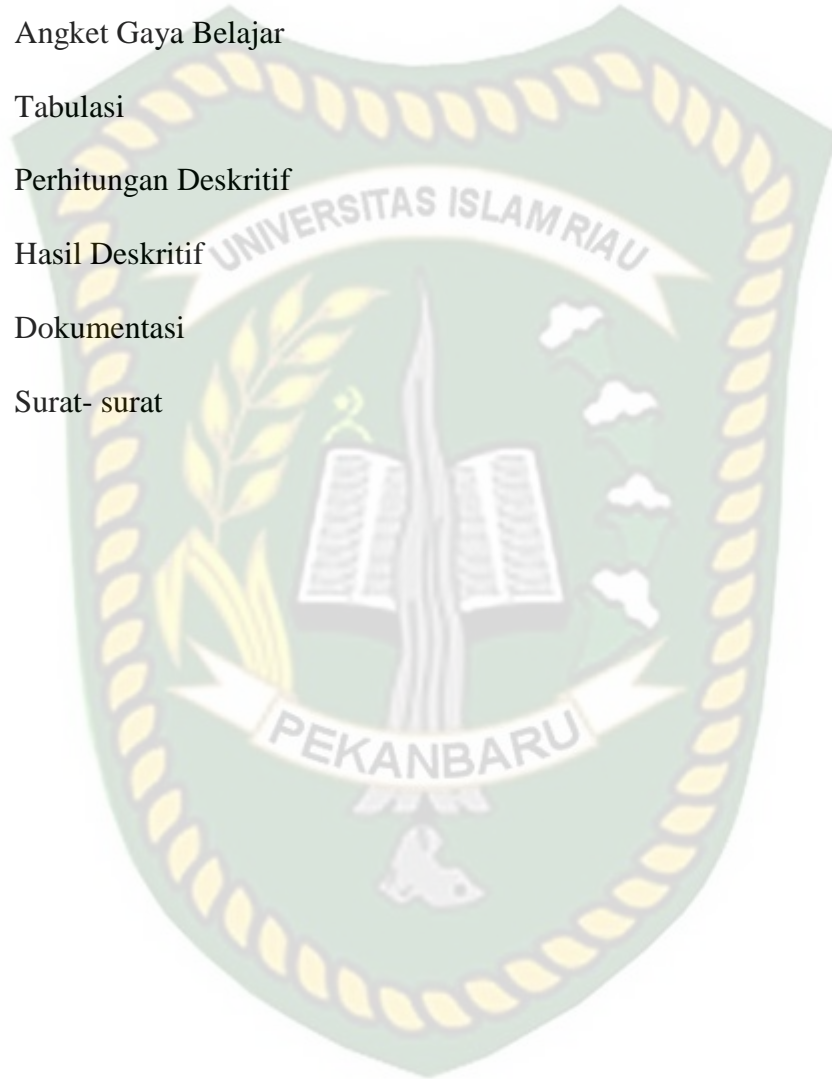 Angket Gaya Belajar
Tabulasi
Perhitungan Deskritif
UNIVERSITAS ISLAM RIAU
Hasil Deskritif
Dokumentasi
Surat- surat
PEKANBARU